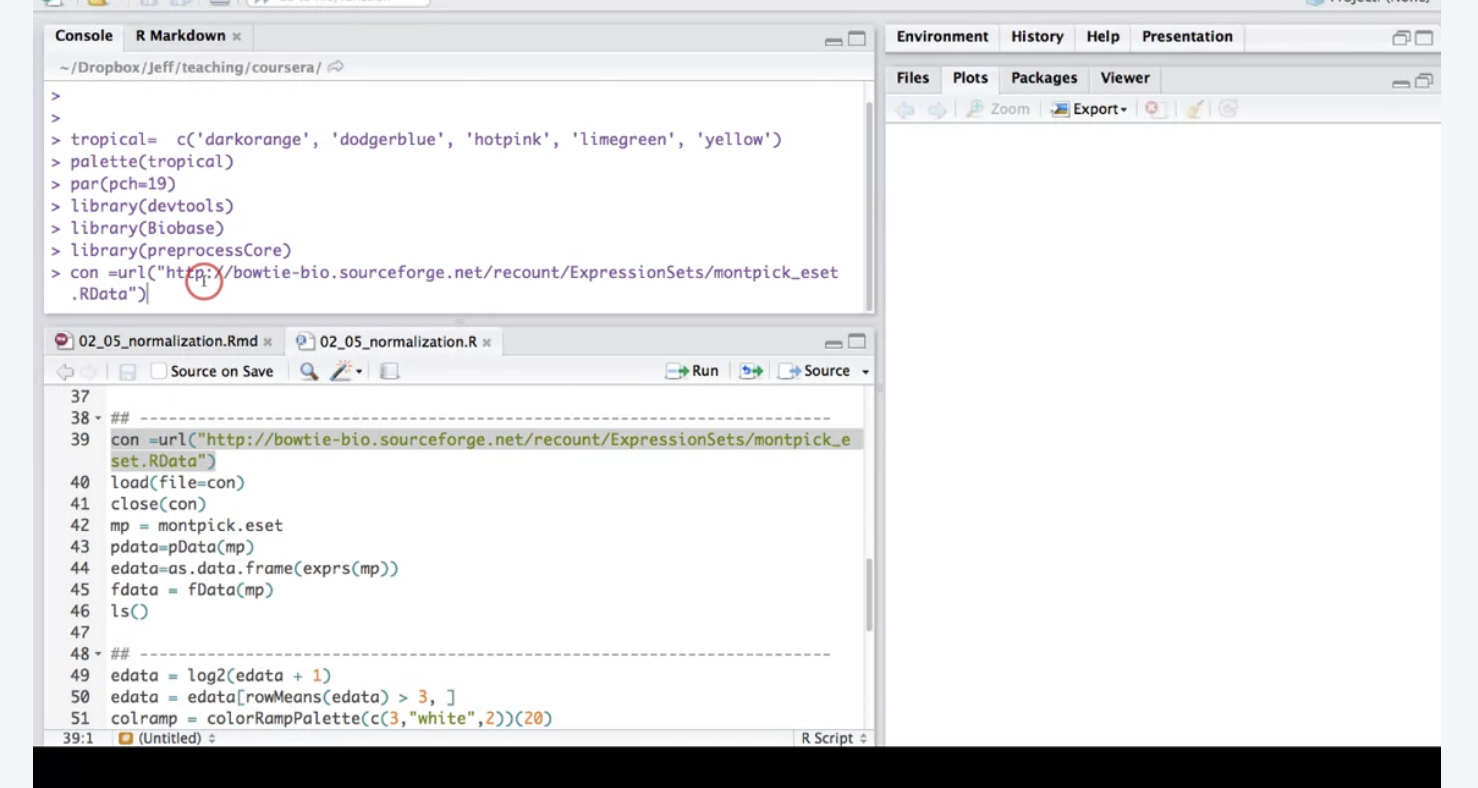 Console R Markdown
~/Dropbox/Jeff/teaching/coursera/
>
>
> tropical=  c('darkorange', 'dodgerblue', 'hotpink', 'limegreen', 'yellow')
> palette(tropical)
> par(pch=19)
> library(devtools)
> library(Biobase)
> library(preprocessCore)
> con =url("http://bowtie-bio.sourceforge.net/recount/ExpressionSets/montpick_eset
.RData")
02_05_normalization.Rmd 02_05_normalization.R
Source on Save Run Source
37
38 ## -----------------------------------------------------------------------
39 con =url("http://bowtie-bio.sourceforge.net/recount/ExpressionSets/montpick_e
set.RData")
40 load(file=con)
41 close(con)
42 mp = montpick.eset
43 pdata=pData(mp)
44 edata=as.data.frame(exprs(mp))
45 fdata = fData(mp)
46 ls()
47
48 ## -----------------------------------------------------------------------
49 edata = log2(edata + 1)
50 edata = edata[rowMeans(edata) > 3, ]
51 colramp = colorRampPalette(c(3,"white",2))(20)
39:1 (Untitled) R Script
Environment History Help Presentation
Files Plots Packages Viewer
Zoom Export